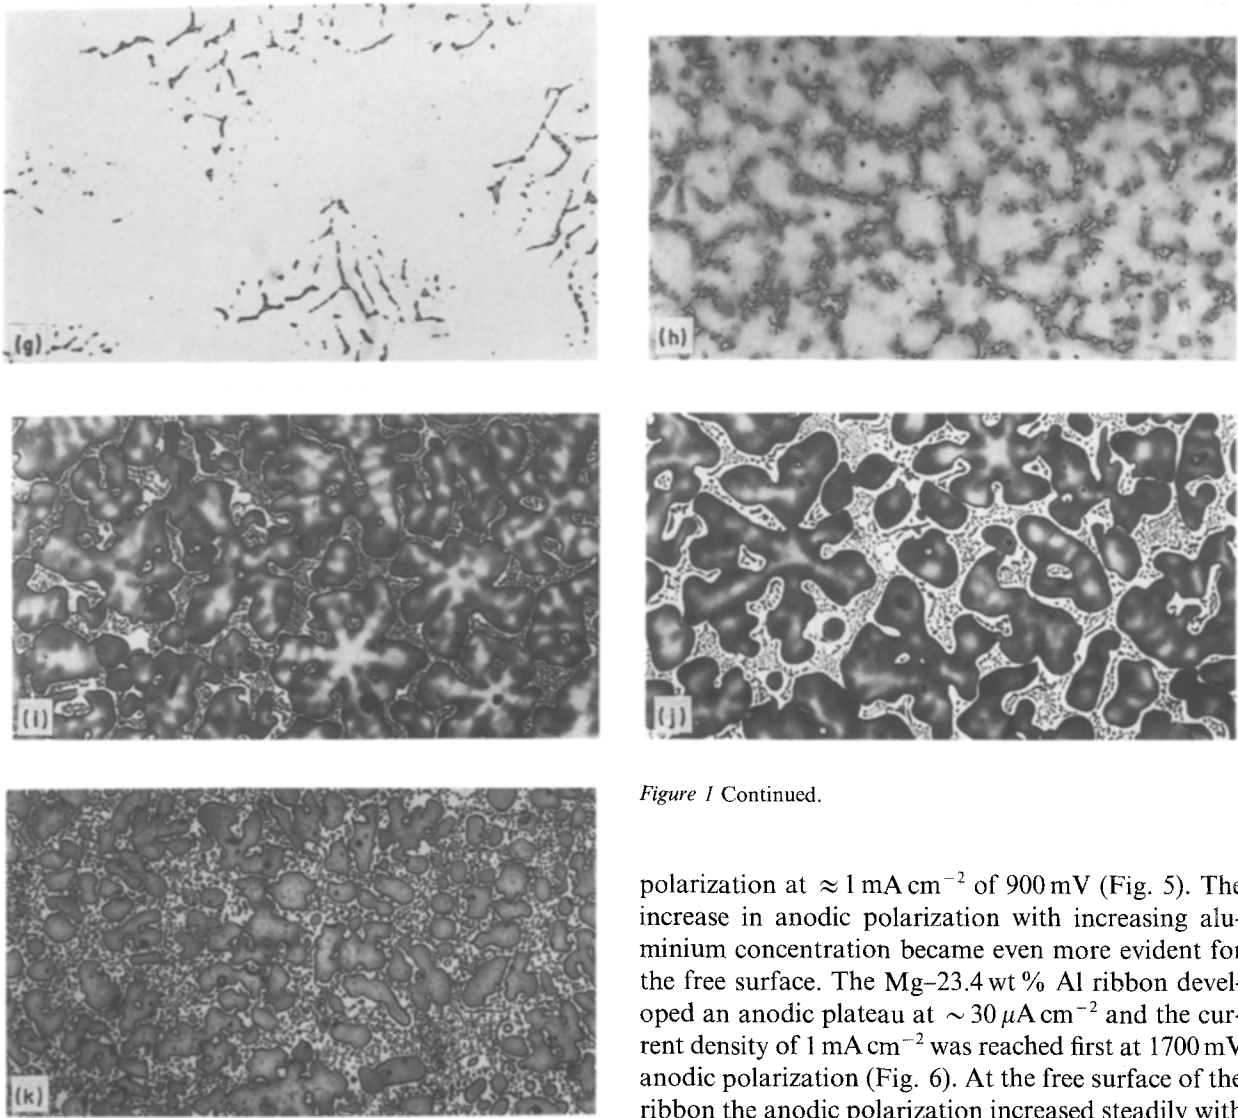 (g)
(h)
(i)
(j)
Figure 1 Continued.
(k)
polarization at ≈ 1 mA cm⁻² of 900 mV (Fig. 5). The
increase in anodic polarization with increasing alu-
minium concentration became even more evident for
the free surface. The Mg–23.4 wt % Al ribbon devel-
oped an anodic plateau at ~ 30 μA cm⁻² and the cur-
rent density of 1 mA cm⁻² was reached first at 1700 mV
anodic polarization (Fig. 6). At the free surface of the
ribbon the anodic polarization increased steadily with